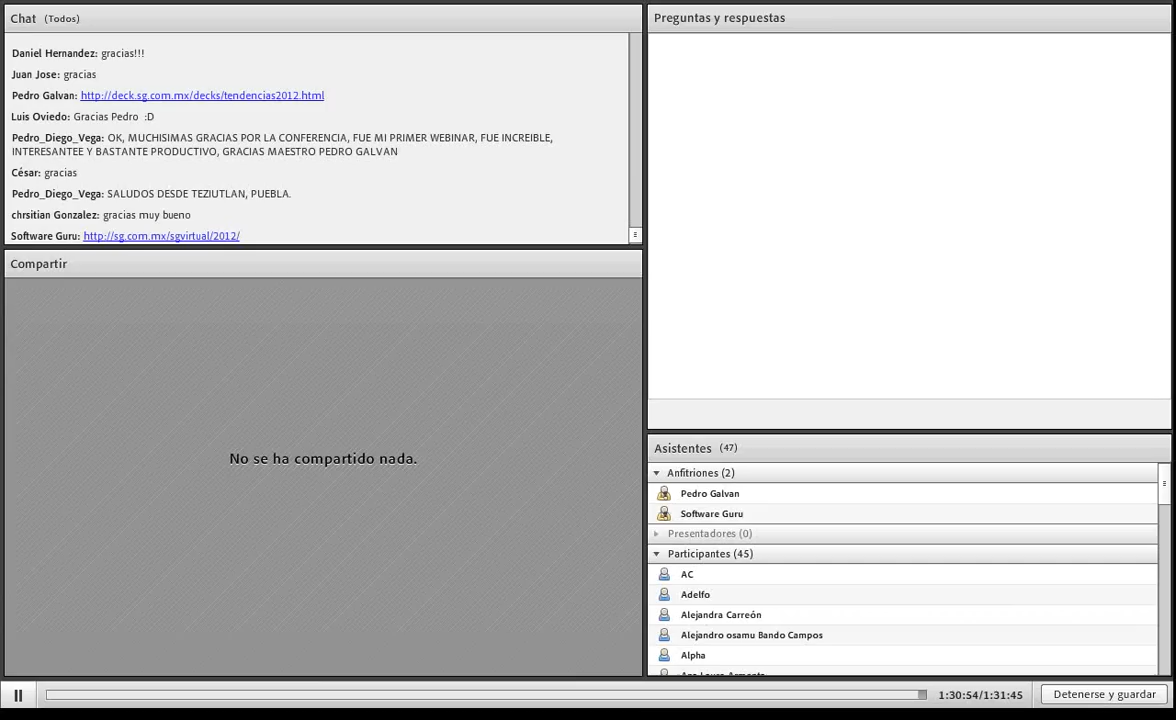 Chat (Todos)
Daniel Hernandez: gracias!!!
Juan Jose: gracias
Pedro Galvan: http://deck.sg.com.mx/decks/tendencias2012.html
Luis Oviedo: Gracias Pedro :D
Pedro_Diego_Vega: OK, MUCHISIMAS GRACIAS POR LA CONFERENCIA, FUE MI PRIMER WEBINAR, FUE INCREIBLE,
INTERESANTEE Y BASTANTE PRODUCTIVO, GRACIAS MAESTRO PEDRO GALVAN
César: gracias
Pedro_Diego_Vega: SALUDOS DESDE TEZIUTLAN, PUEBLA.
chrsitian Gonzalez: gracias muy bueno
Software Guru: http://sg.com.mx/sgvirtual/2012/
Compartir
No se ha compartido nada.
Preguntas y respuestas
Asistentes (47)
Anfitriones (2)
Pedro Galvan
Software Guru
Presentadores (0)
Participantes (45)
AC
Adelfo
Alejandra Carreón
Alejandro osamu Bando Campos
Alpha
1:30:54/1:31:45
Detenerse y guardar